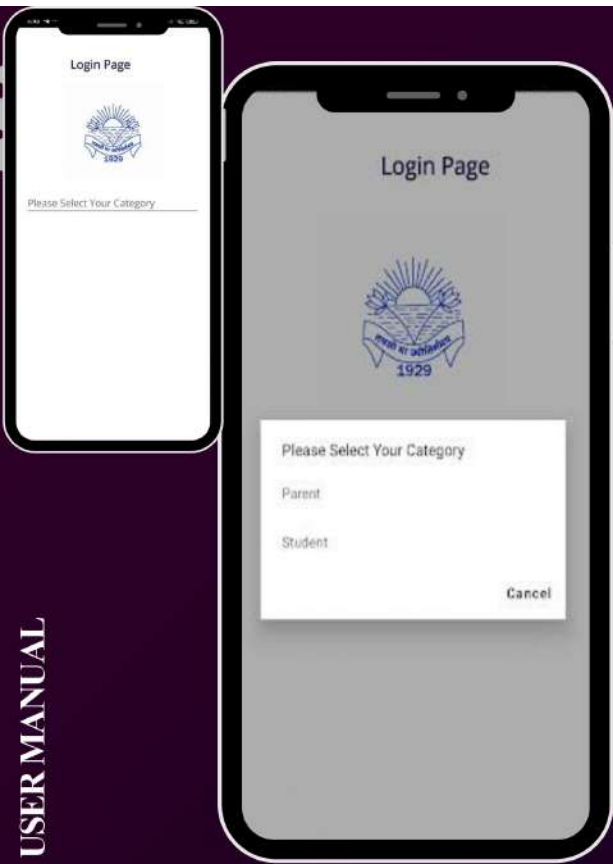 Login Page
1929
Please Select Your Category
Login Page
1929
Please Select Your Category
Parent
Student
Cancel
USER MANUAL